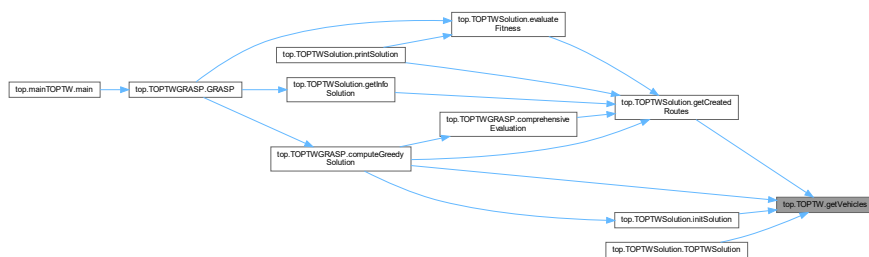 top.TOPTWSolution.evaluate
Fitness
top.TOPTWSolution.printSolution
top.mainTOPTW.main
top.TOPTWGRASP.GRASP
top.TOPTWSolution.getInfo
Solution
top.TOPTWSolution.getCreated
Routes
top.TOPTWGRASP.comprehensive
Evaluation
top.TOPTWGRASP.computeGreedy
Solution
top.TOPTW.getVehicles
top.TOPTWSolution.initSolution
top.TOPTWSolution.TOPTWSolution